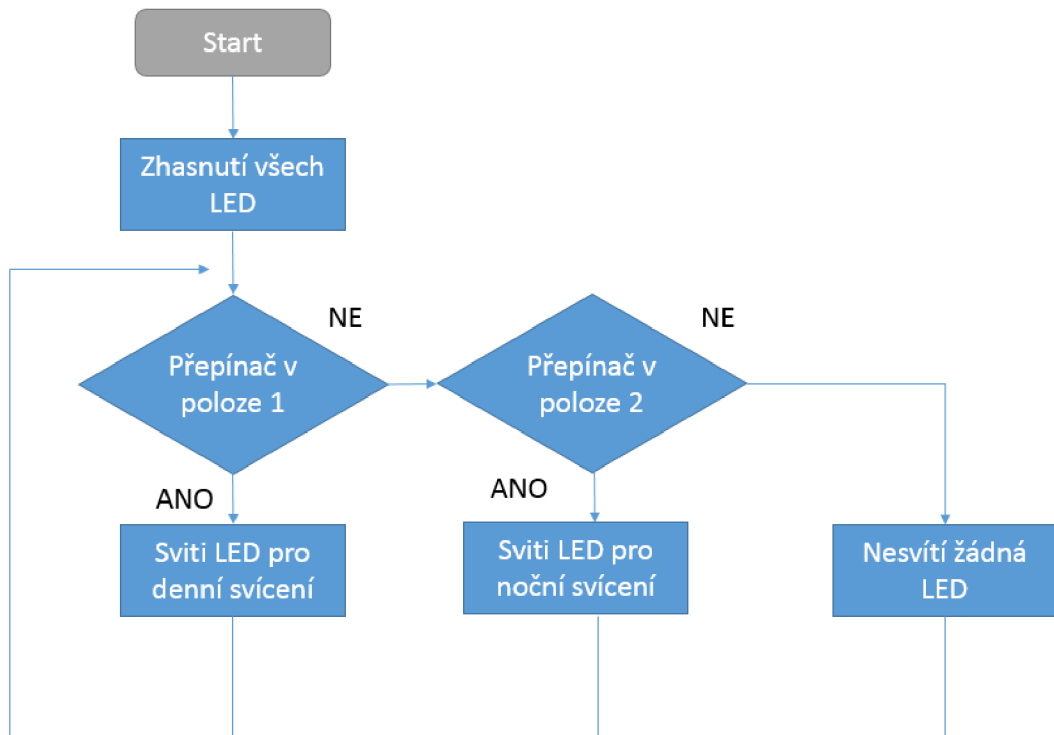 Start
Zhasnutí všech
LED
NE
NE
Přepínač v
poloze 1
Přepínač v
poloze 2
ANO
ANO
Sviti LED pro
denní svícení
Sviti LED pro
noční svícení
Nesvítí žádná
LED